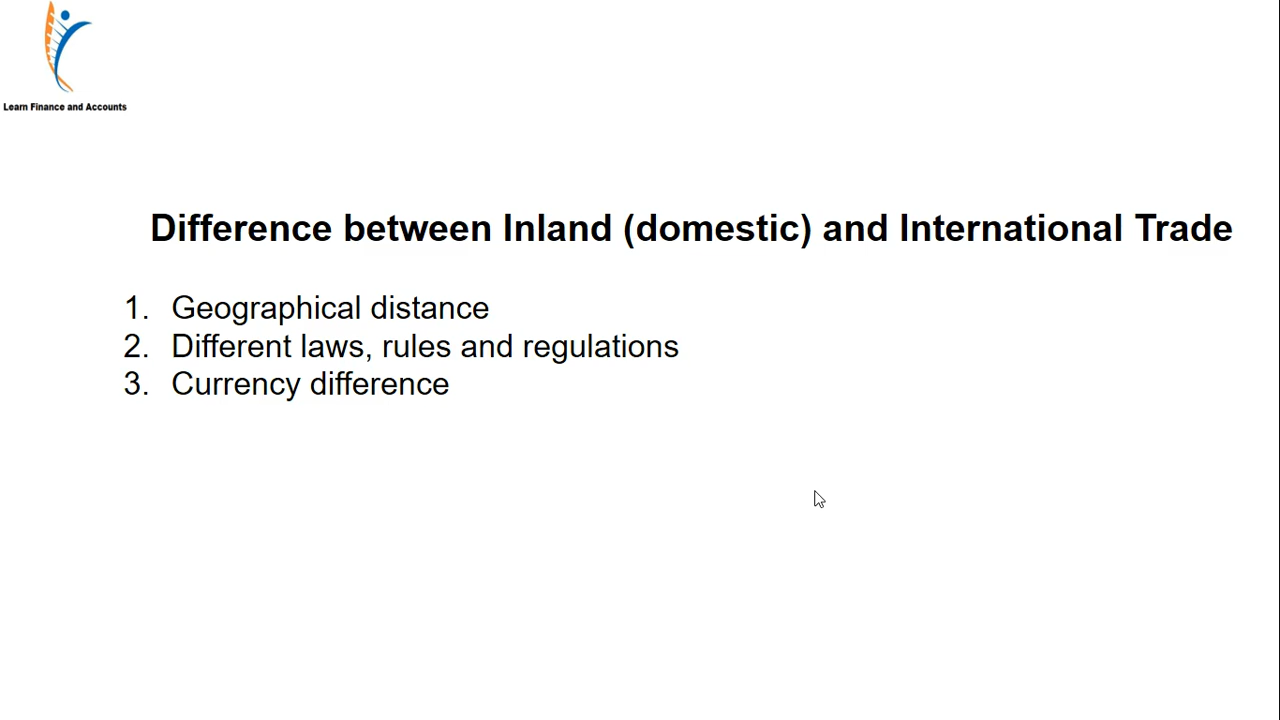 Learn Finance and Accounts
Difference between Inland (domestic) and International Trade
1. Geographical distance
2. Different laws, rules and regulations
3. Currency difference